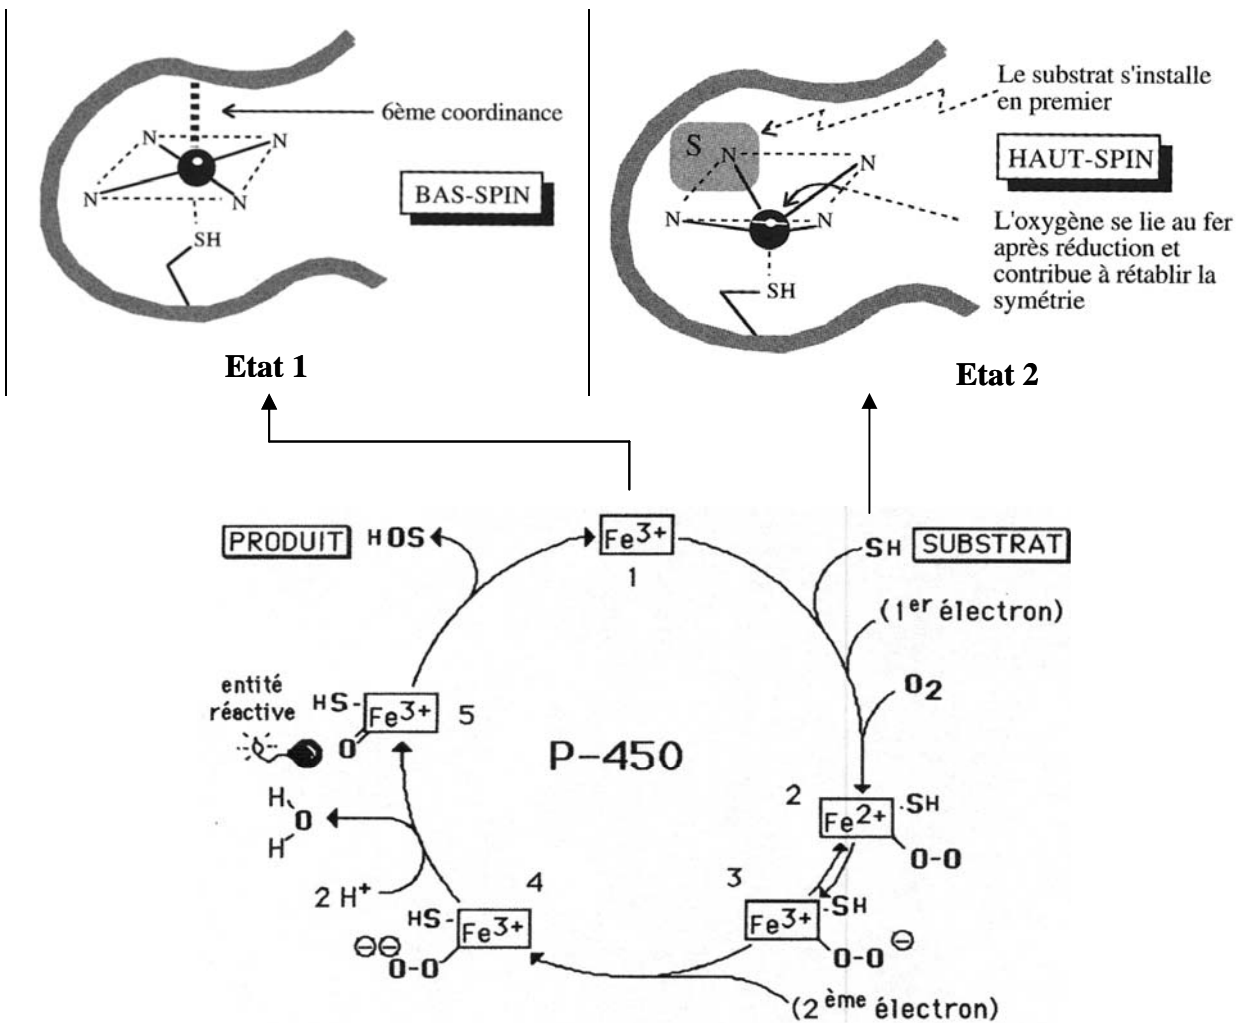 6ème coordinance
N
N
N
N
SH
BAS-SPIN
Etat 1
Le substrat s'installe
en premier
S
N
N
N
N
SH
HAUT-SPIN
L'oxygène se lie au fer
après réduction et
contribue à rétablir la
symétrie
Etat 2
PRODUIT
HOS
Fe3+
1
SH
SUBSTRAT
(1er électron)
O2
entité
réactive
HS-
Fe3+
O
5
P-450
2
SH
Fe2+
O-O
H
O
H
2 H+
4
HS-
Fe3+
⊖⊖
O-O
3
-SH
Fe3+
O-O ⊖
(2ème électron)